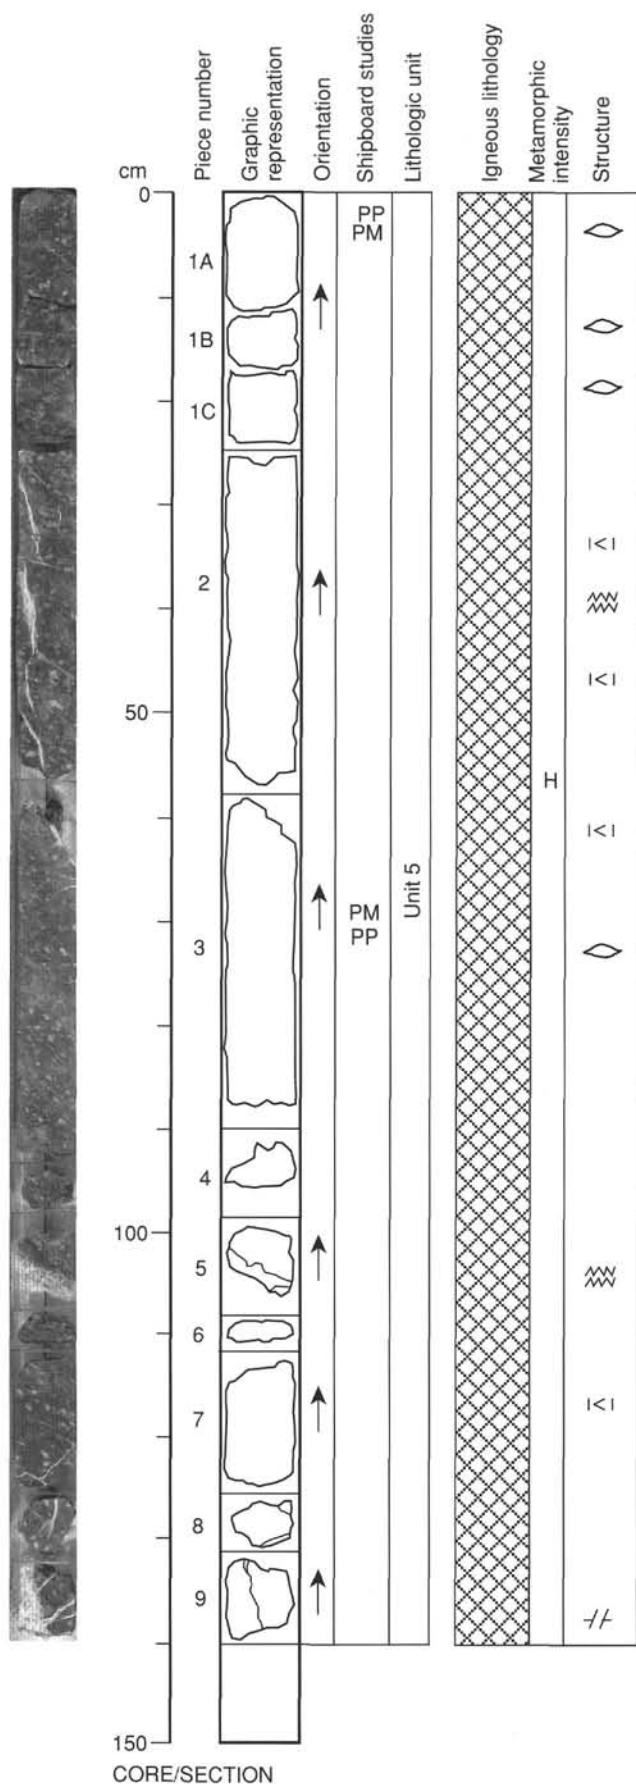 Piece number
Graphic
representation
Orientation
Shipboard studies
Lithologic unit
Igneous lithology
Metamorphic
intensity
Structure
cm
0
PP
PM
1A
1B
1C
2
50
H
3
PM
PP
Unit 5
4
100
5
6
7
8
9
150
CORE/SECTION